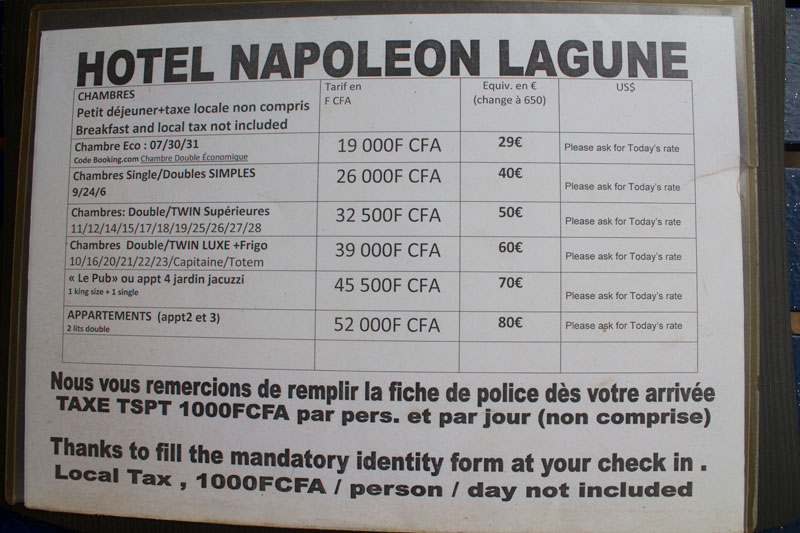 HOTEL NAPOLEON LAGUNE
CHAMBRES
Petit déjeuner+taxe locale non compris
Breakfast and local tax not included
Tarif en
F CFA
Equiv. en €
(change à 650)
US$
Chambre Eco : 07/30/31
Code Booking.com Chambre Double Économique
19 000F CFA
29€
Please ask for Today's rate
Chambres Single/Doubles SIMPLES
9/24/6
26 000F CFA
40€
Please ask for Today's rate
Chambres: Double/TWIN Supérieures
11/12/14/15/17/18/19/25/26/27/28
32 500F CFA
50€
Please ask for Today's rate
Chambres Double/TWIN LUXE +Frigo
10/16/20/21/22/23/Capitaine/Totem
39 000F CFA
60€
Please ask for Today's rate
« Le Pub» ou appt 4 jardin jacuzzi
1 king size + 1 single
45 500F CFA
70€
Please ask for Today's rate
APPARTEMENTS (appt2 et 3)
2 lits double
52 000F CFA
80€
Please ask for Today's rate
Nous vous remercions de remplir la fiche de police dès votre arrivée
TAXE TSPT 1000FCFA par pers. et par jour (non comprise)
Thanks to fill the mandatory identity form at your check in .
Local Tax , 1000FCFA / person / day not included